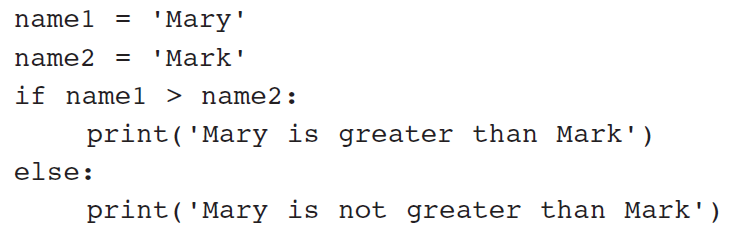 name1 = 'Mary'
name2 = 'Mark'
if name1 > name2:
    print('Mary is greater than Mark')
else:
    print('Mary is not greater than Mark')